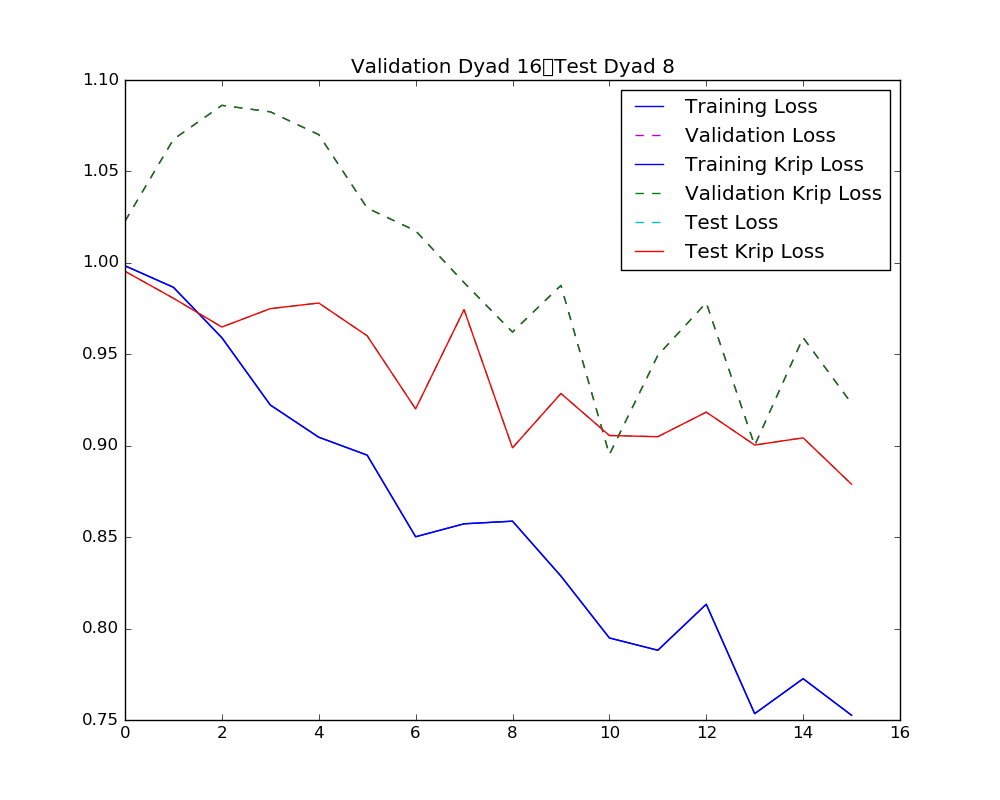 Validation Dyad 16▯Test Dyad 8
1.10
1.05
1.00
0.95
0.90
0.85
0.80
0.75
0 2 4 6 8 10 12 14 16
Training Loss
Validation Loss
Training Krip Loss
Validation Krip Loss
Test Loss
Test Krip Loss